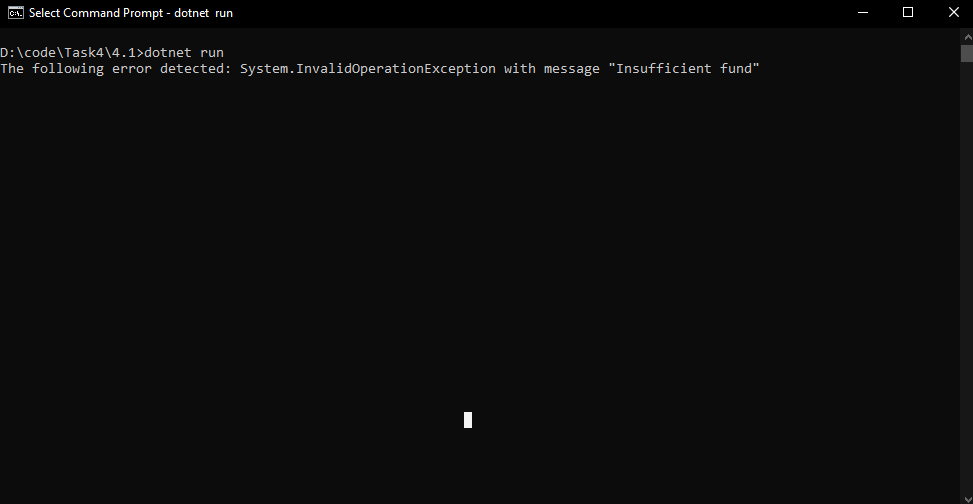 Select Command Prompt - dotnet  run
D:\code\Task4\4.1>dotnet run
The following error detected: System.InvalidOperationException with message "Insufficient fund"